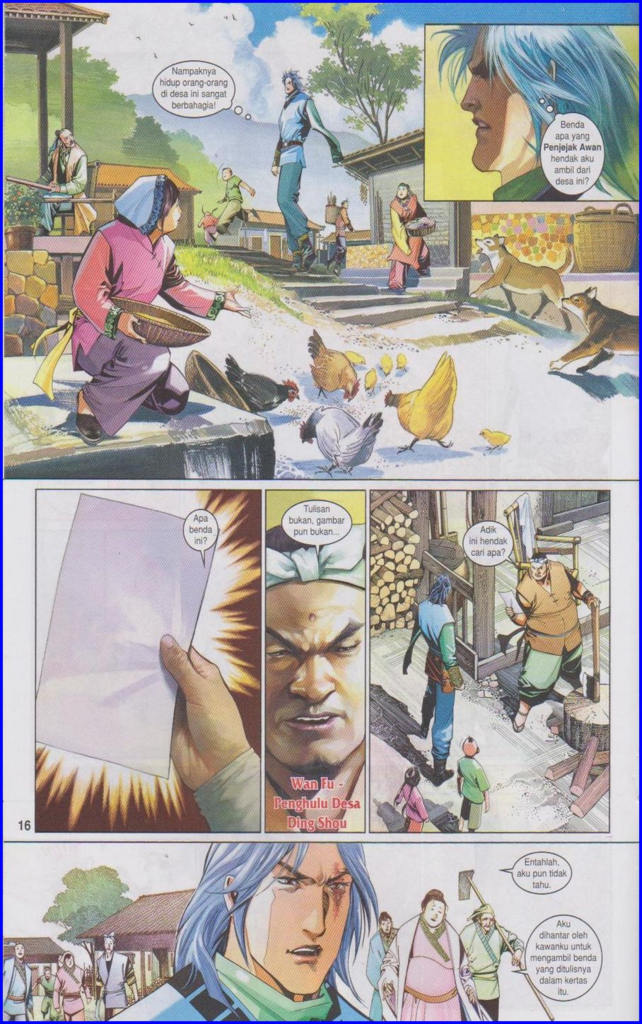 Nampaknya
hidup orang-orang
di desa ini sangat
berbahagia!
Benda
apa yang
Penjejak Awan
hendak aku
ambil dari
desa ini?
Apa
benda
ini?
Tulisan
bukan, gambar
pun bukan...
Wan Fu -
Penghulu Desa
Ding Shou
Adik
ini hendak
cari apa?
16
Entahlah,
aku pun tidak
tahu.
Aku
dihantar oleh
kawanku untuk
mengambil benda
yang ditulisnya
dalam kertas
itu.